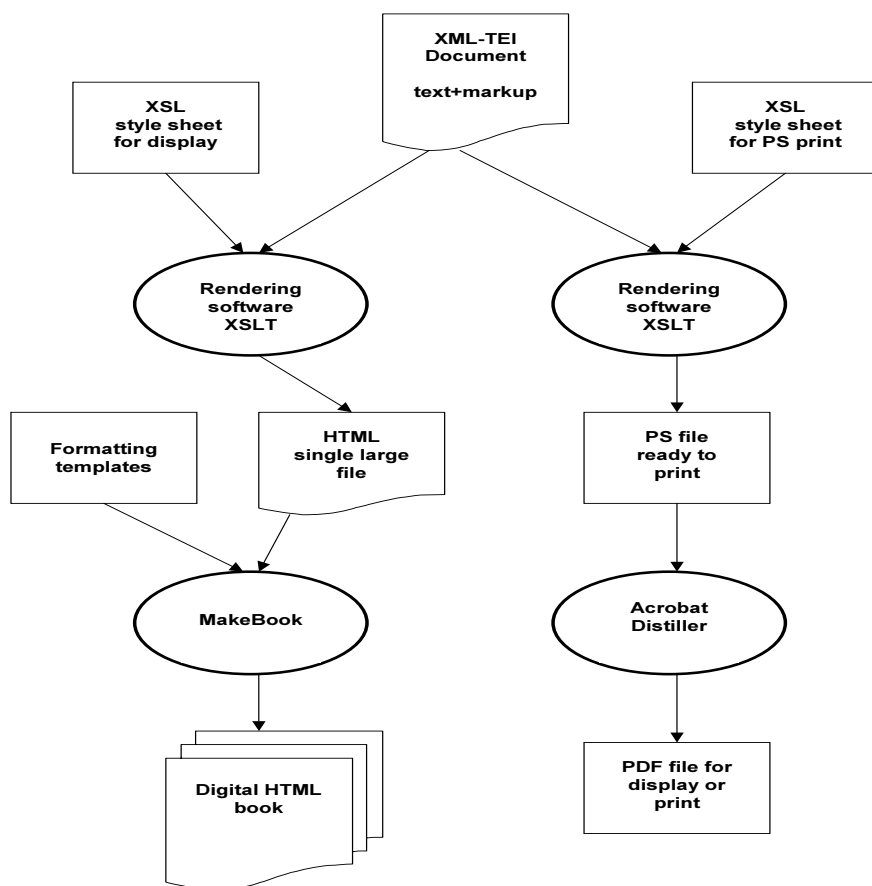 XML-TEI
Document
text+markup
XSL
style sheet
for display
XSL
style sheet
for PS print
Rendering
software
XSLT
Rendering
software
XSLT
Formatting
templates
HTML
single large
file
PS file
ready to
print
MakeBook
Acrobat
Distiller
Digital HTML
book
PDF file for
display or
print